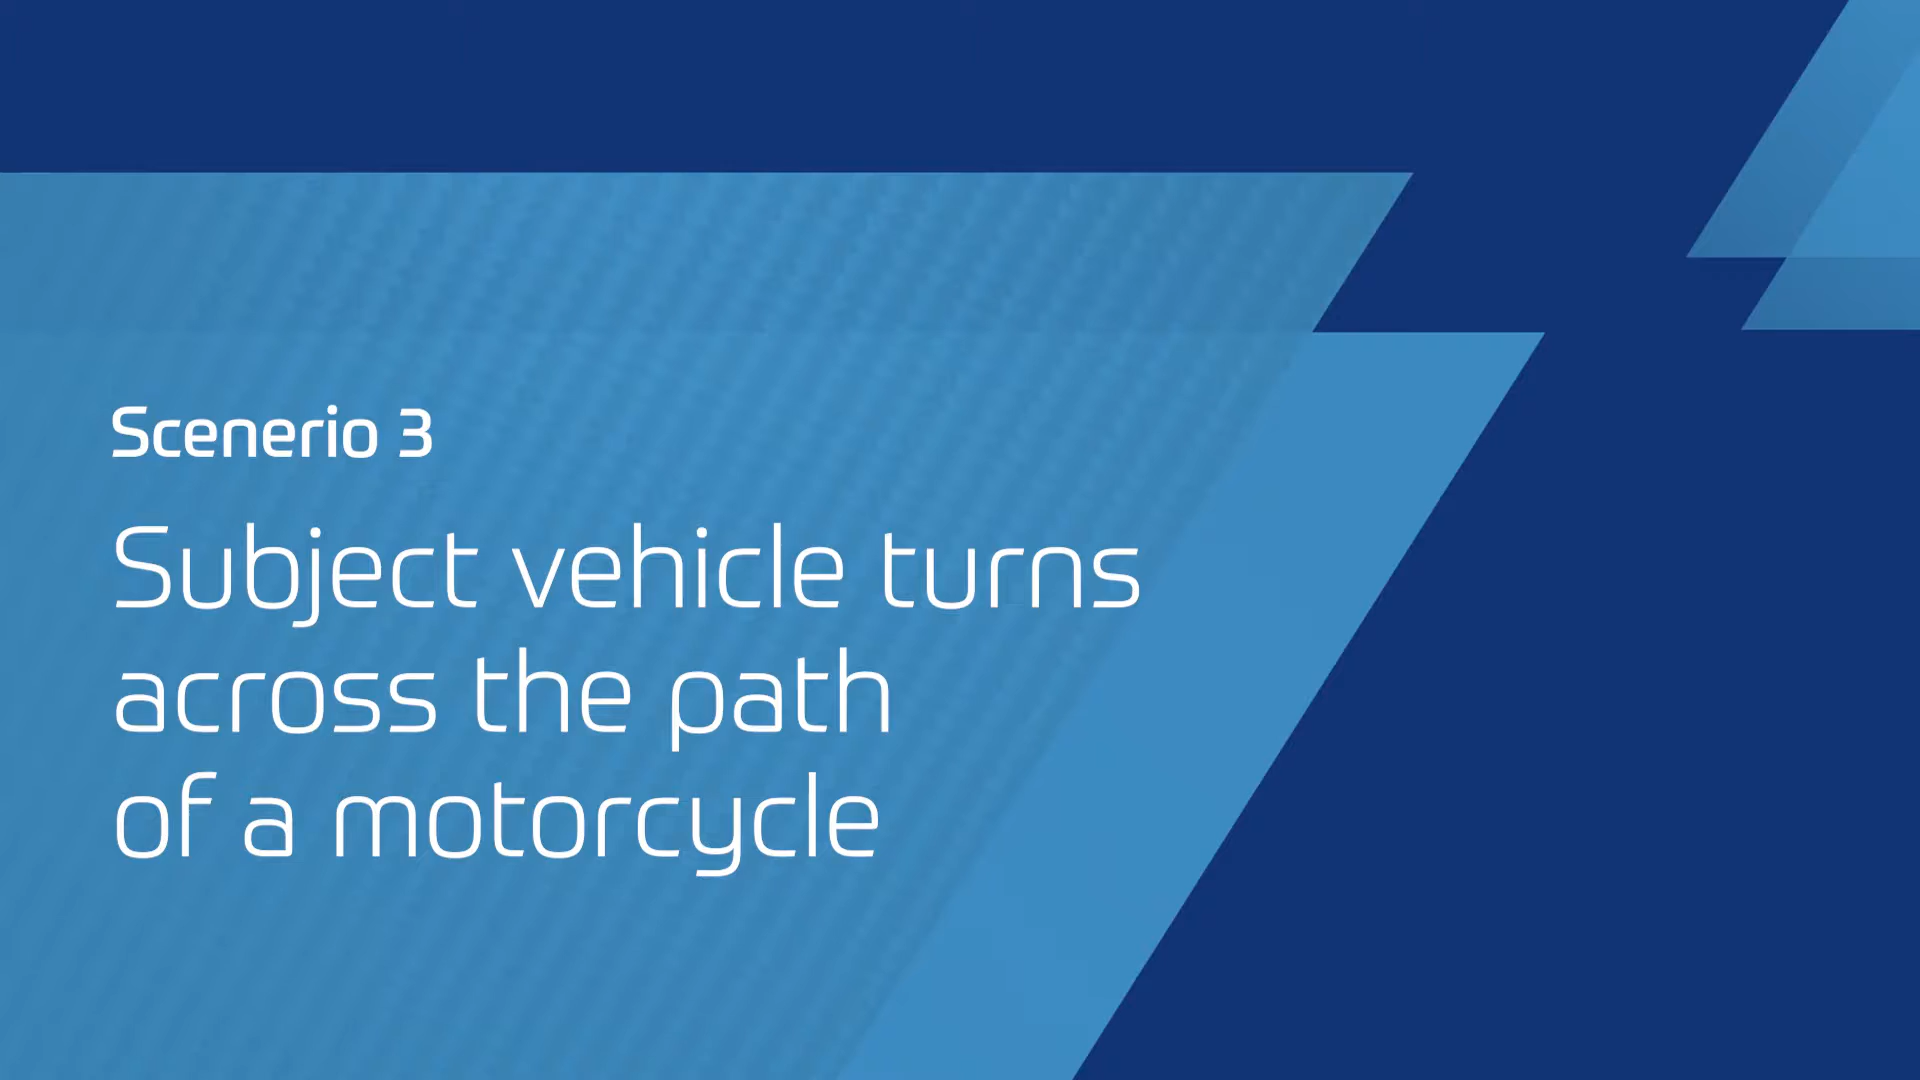 Scenerio 3
Subject vehicle turns
across the path
of a motorcycle